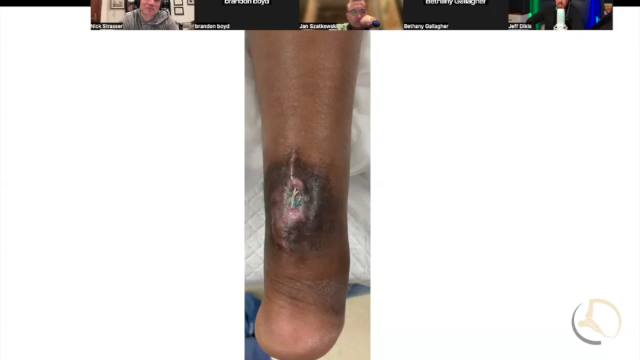 brandon boyd
Bethany Gallagher
Nick Strasser
brandon boyd
Jan Szatkowski
Bethany Gallagher
Jeff Dikis